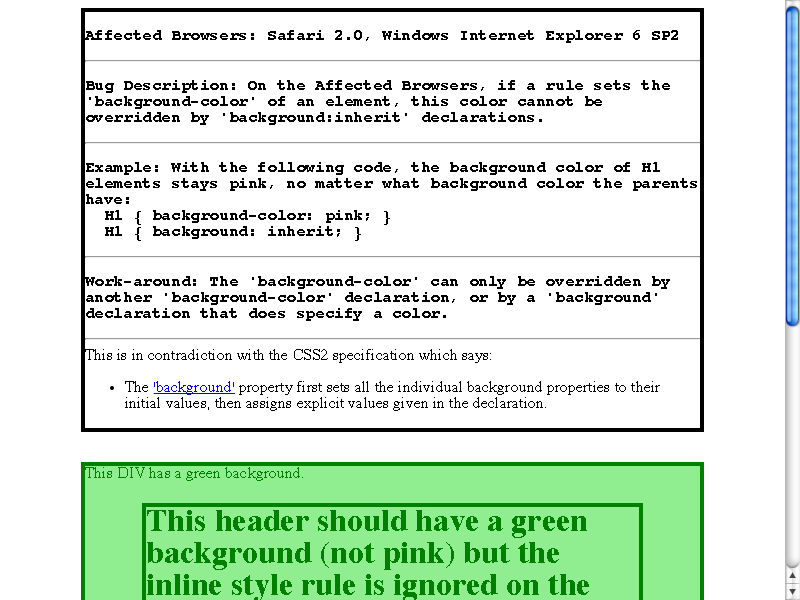 Affected Browsers: Safari 2.0, Windows Internet Explorer 6 SP2
Bug Description: On the Affected Browsers, if a rule sets the
'background-color' of an element, this color cannot be
overridden by 'background:inherit' declarations.
Example: With the following code, the background color of H1
elements stays pink, no matter what background color the parents
have:
H1 { background-color: pink; }
H1 { background: inherit; }
Work-around: The 'background-color' can only be overridden by
another 'background-color' declaration, or by a 'background'
declaration that does specify a color.
This is in contradiction with the CSS2 specification which says:
• The 'background' property first sets all the individual background properties to their
initial values, then assigns explicit values given in the declaration.
This DIV has a green background.
This header should have a green
background (not pink) but the
inline style rule is ignored on the